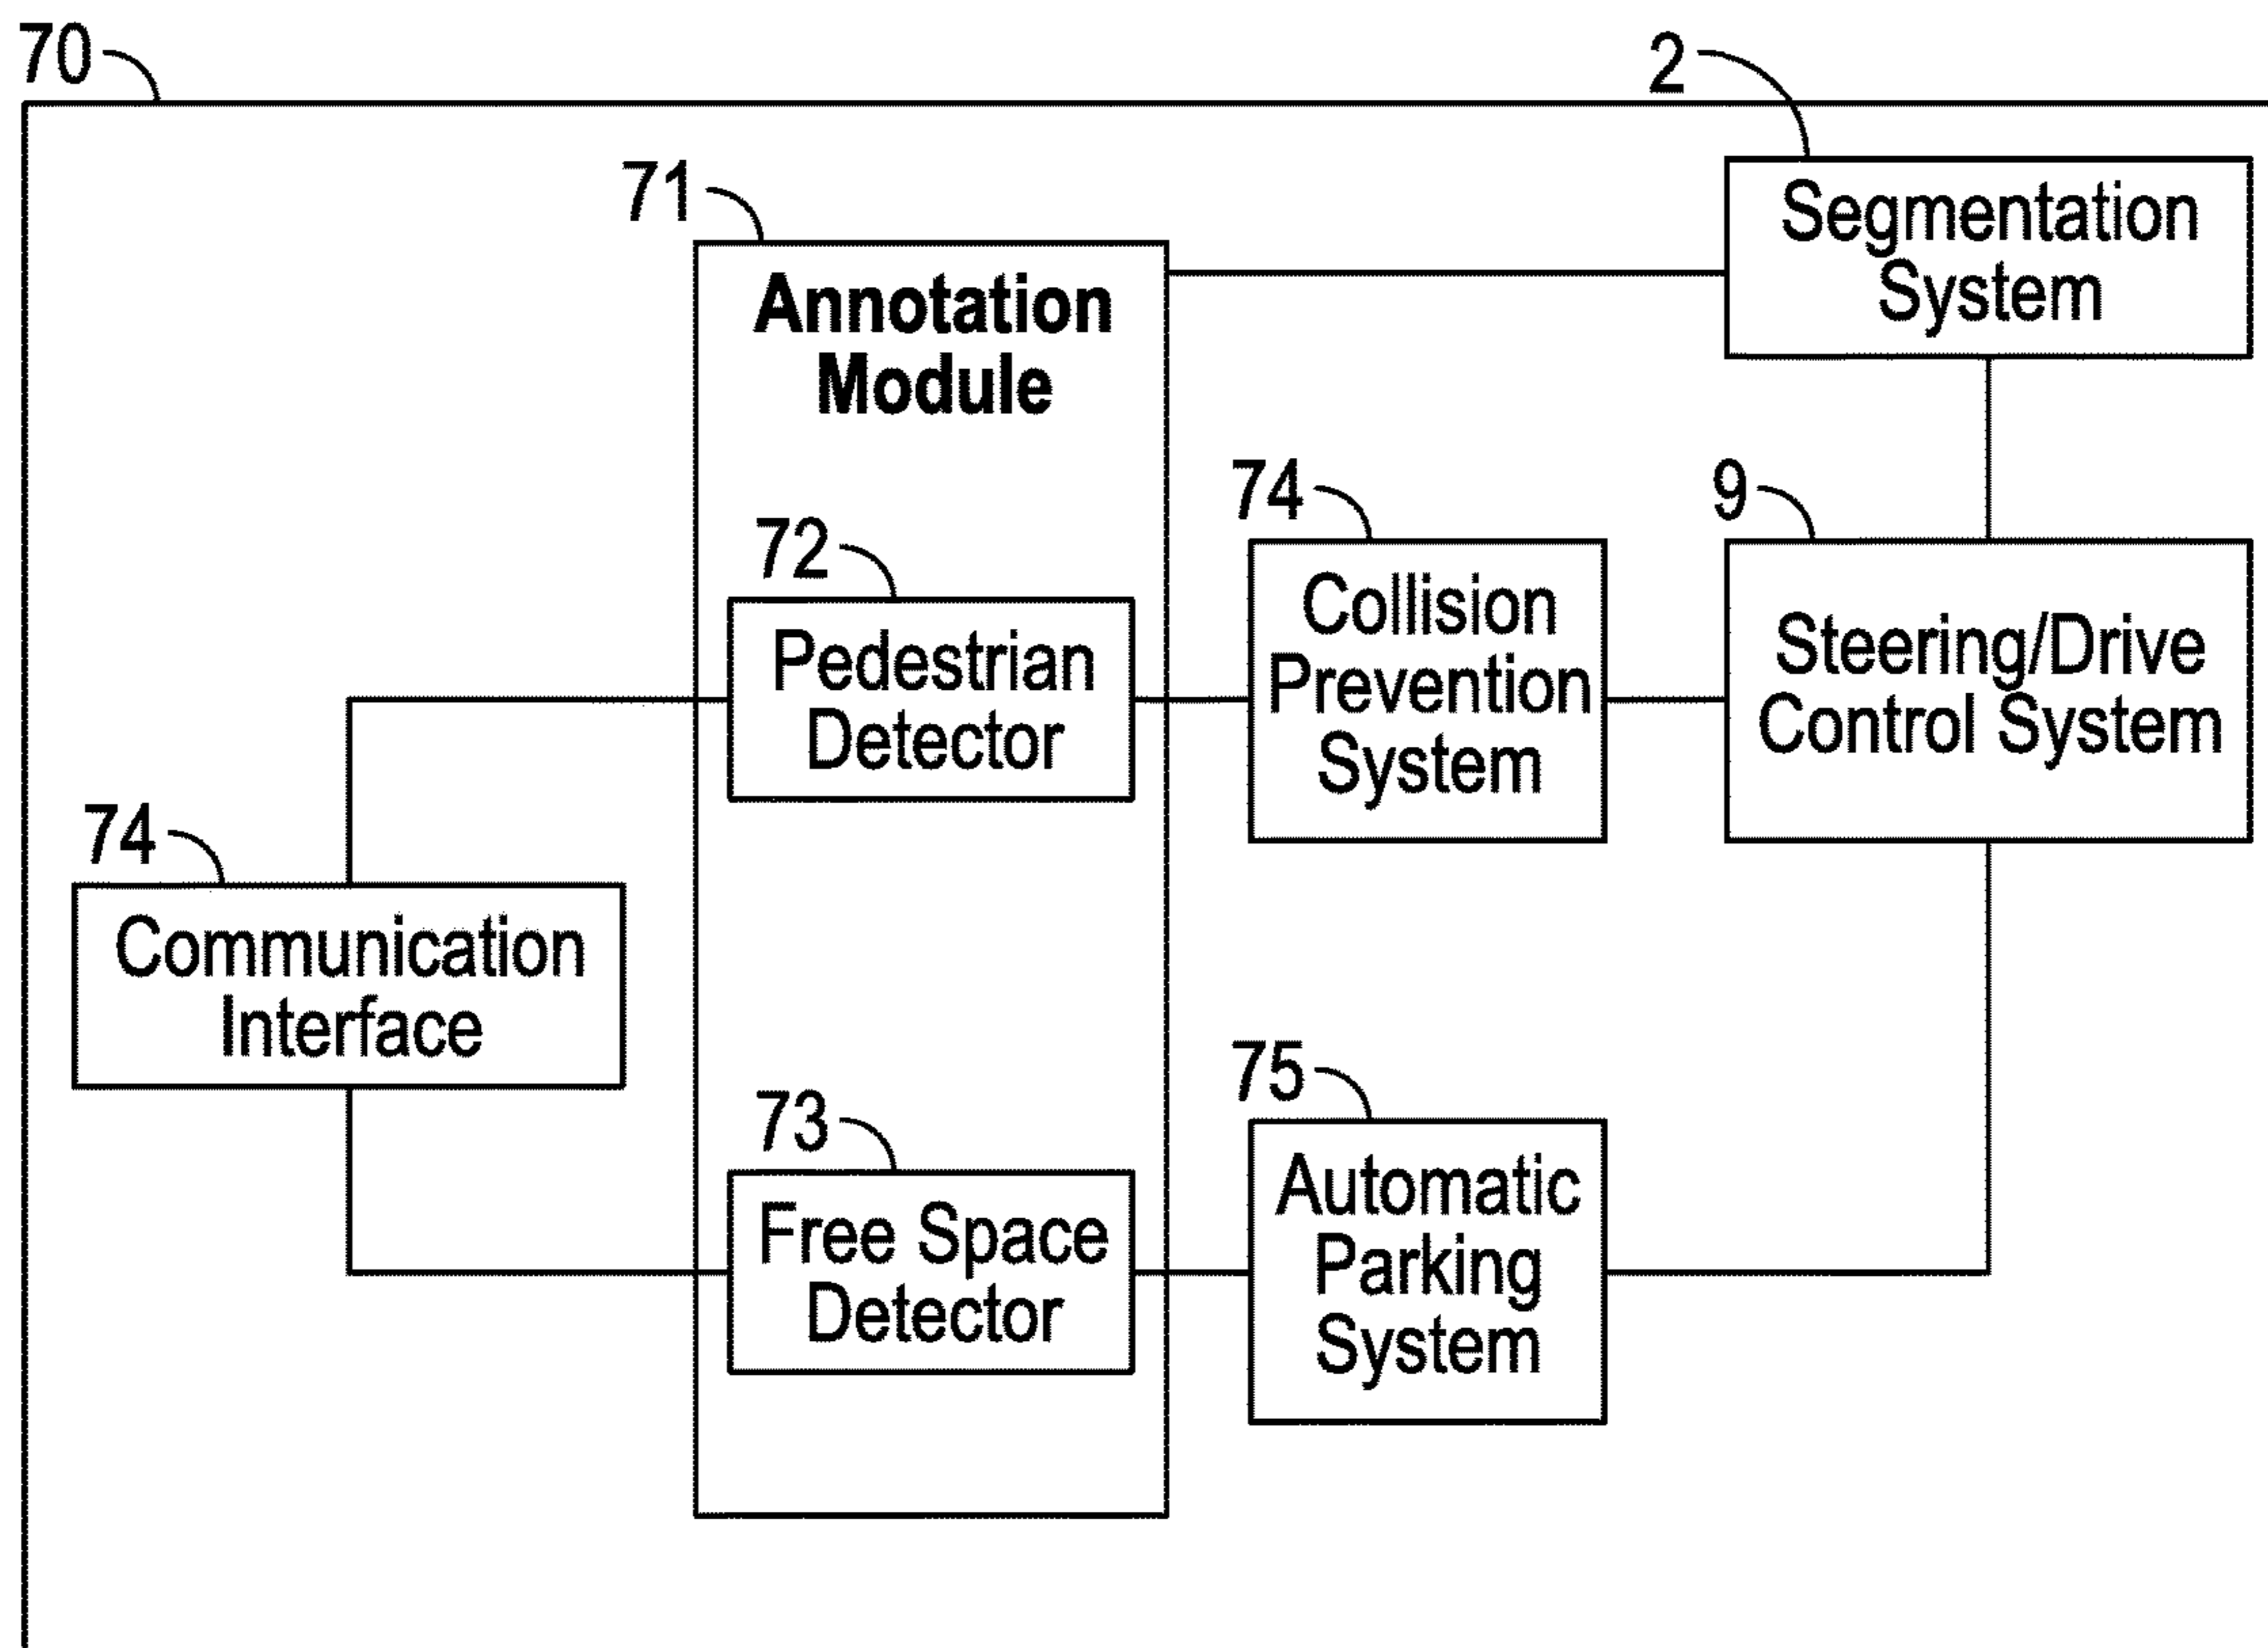 70
2
Segmentation
System
71
Annotation
Module
74
Collision
Prevention
System
9
Steering/Drive
Control System
72
Pedestrian
Detector
74
Communication
Interface
73
Free Space
Detector
75
Automatic
Parking
System